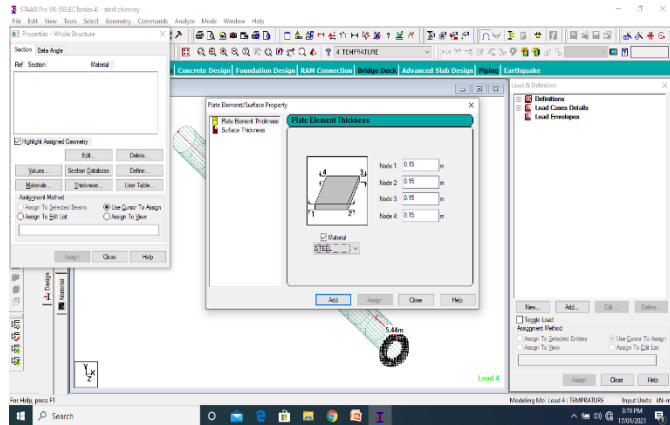 STAAD.Pro V8i (SELECTseries 4) - steel chimney
File Edit View Tools Select Geometry Commands Analyze Mode Window Help
Properties - Whole Structure
4 TEMPRATURE
Concrete Design Foundation Design RAM Connection Bridge Deck Advanced Slab Design Piping Earthquake
Section Beta Angle
Ref Section Material
Highlight Assigned Geometry
Edit... Delete...
Values... Section Database Define...
Materials... Thickness... User Table...
Assignment Method
Assign To Selected Beams Use Cursor To Assign
Assign To Edit List Assign To View
Assign Close Help
Plate Element/Surface Property
Plate Element Thickness
Surface Thickness
Plate Element Thickness
Node 1: 0.15 m
Node 2: 0.15 m
Node 3: 0.15 m
Node 4: 0.15 m
4 3
1 2
Material
STEEL
Add Assign Close Help
Load & Definition
Definitions
Load Cases Details
Load Envelopes
New... Add... Edit... Delete...
Toggle Load
Assignment Method
Assign To Selected Entities Use Cursor To Assign
Assign To View Assign To Edit List
Assign Close Help
Design
Material
5.44m
Y
X
Z
Load 4
For Help, press F1
Modeling Mo Load 4 : TEMPRATURE Input Units kN-m
Search
3:19 PM
17/01/2021